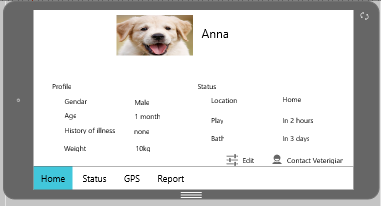 Anna
Profile Status
Gendar Male Location Home
Age 1 month Play In 2 hours
History of illness none Bath In 3 days
Weight 10kg
Edit Contact Veterigiar
Home Status GPS Report